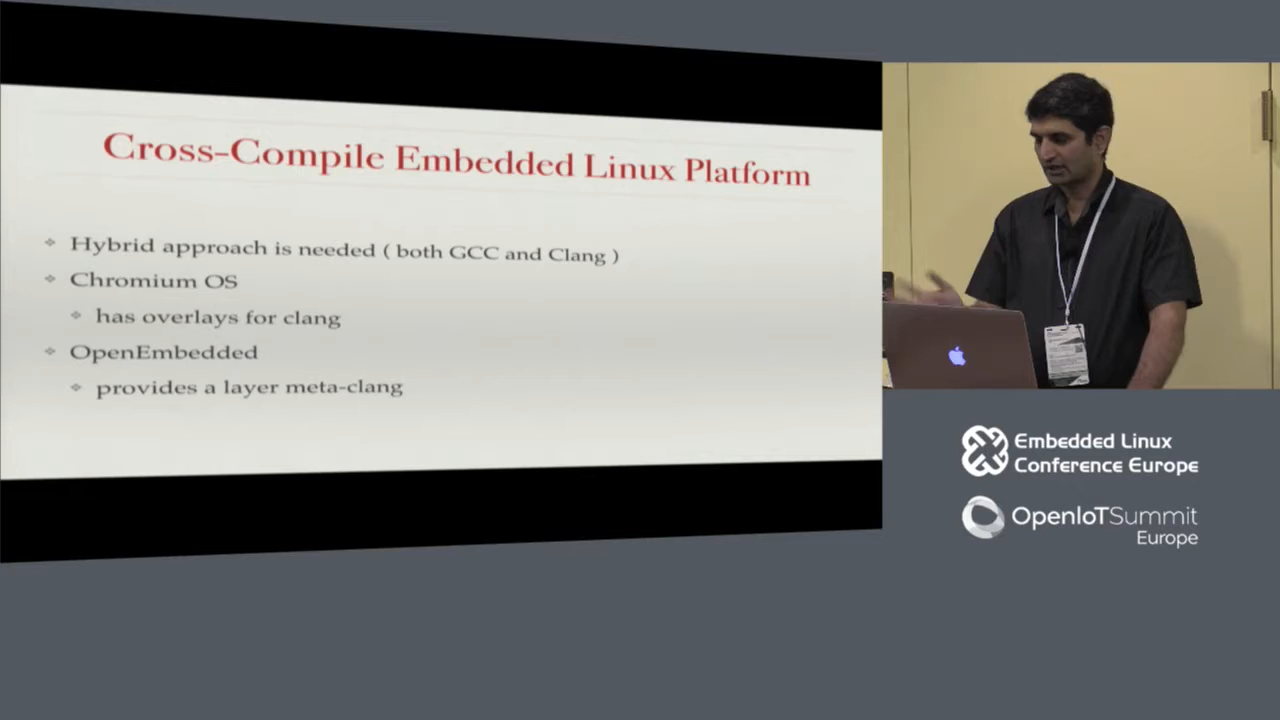 Cross-Compile Embedded Linux Platform
Hybrid approach is needed ( both GCC and Clang )
Chromium OS
has overlays for clang
OpenEmbedded
provides a layer meta-clang
Embedded Linux
Conference Europe
OpenIoTSummit
Europe